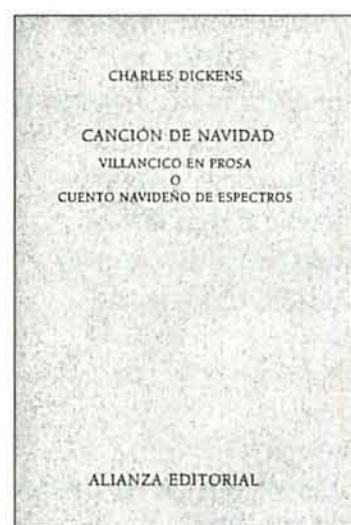 CHARLES DICKENS
CANCIÓN DE NAVIDAD
VILLANCICO EN PROSA
O
CUENTO NAVIDEÑO DE ESPECTROS
ALIANZA EDITORIAL